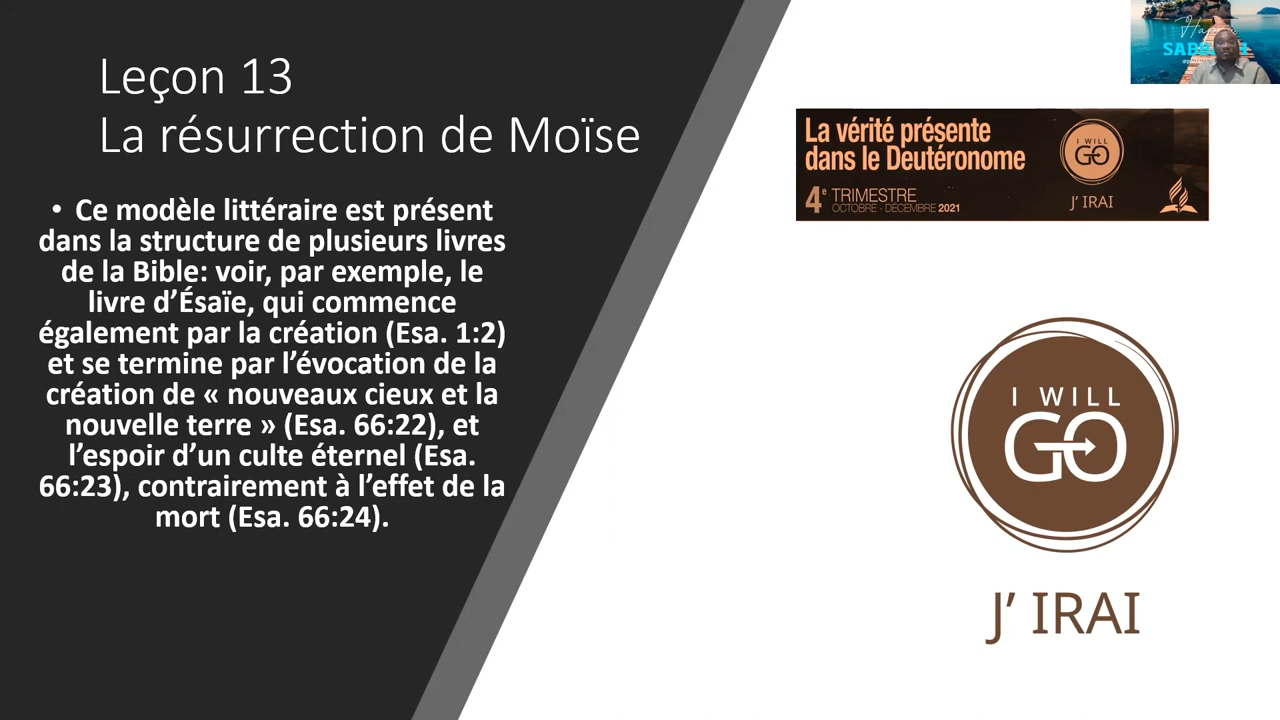 Leçon 13
La résurrection de Moïse
• Ce modèle littéraire est présent
dans la structure de plusieurs livres
de la Bible: voir, par exemple, le
livre d’Ésaïe, qui commence
également par la création (Esa. 1:2)
et se termine par l’évocation de la
création de « nouveaux cieux et la
nouvelle terre » (Esa. 66:22), et
l’espoir d’un culte éternel (Esa.
66:23), contrairement à l’effet de la
mort (Esa. 66:24).
La vérité présente
dans le Deutéronome
4e TRIMESTRE
OCTOBRE - DÉCEMBRE 2021
I WILL
GO
J’ IRAI
I WILL
GO
J’ IRAI